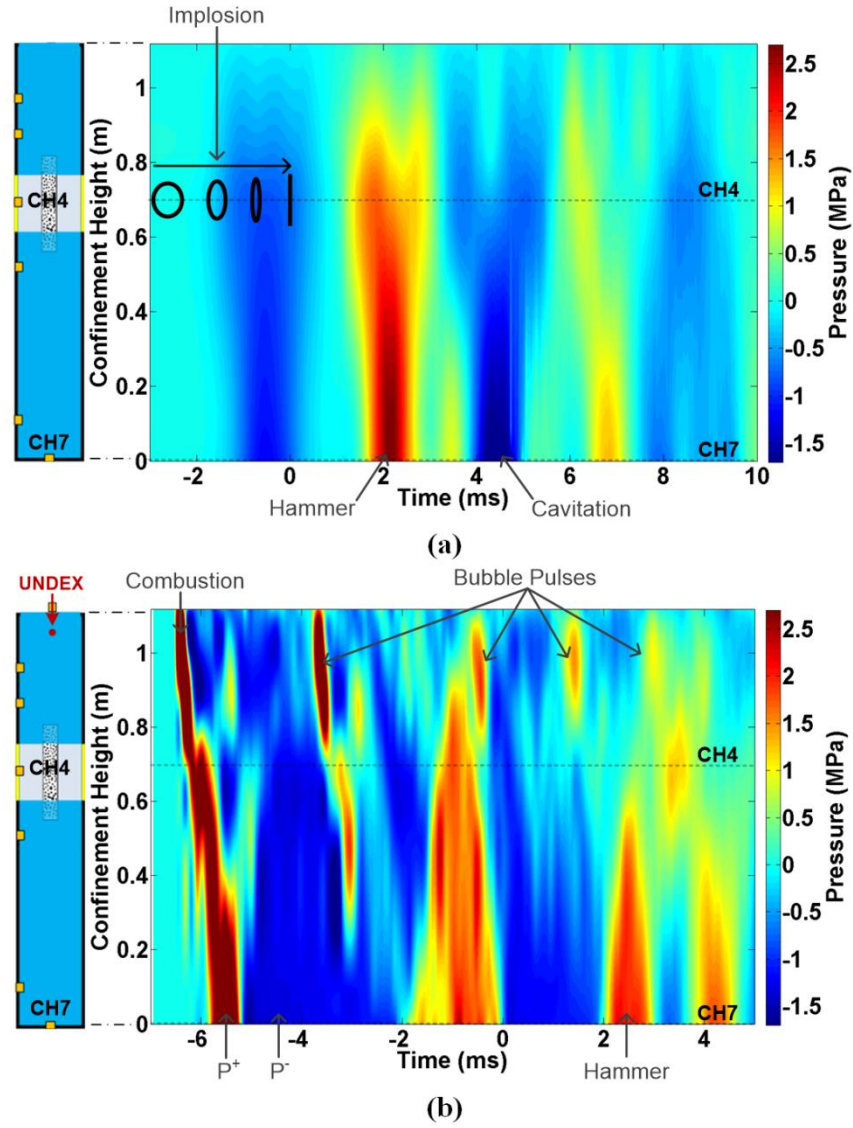 Implosion
Confinement Height (m)
1
0.8
0.6
0.4
0.2
0
CH4
CH7
CH4
CH7
-2
0
2
4
6
8
10
Time (ms)
Hammer
Cavitation
2.5
2
1.5
1
0.5
0
-0.5
-1
-1.5
Pressure (MPa)
(a)
UNDEX
Combustion
Bubble Pulses
Confinement Height (m)
1
0.8
0.6
0.4
0.2
0
CH4
CH7
CH4
CH7
-6
-4
-2
0
2
4
Time (ms)
P+
P-
Hammer
2.5
2
1.5
1
0.5
0
-0.5
-1
-1.5
Pressure (MPa)
(b)